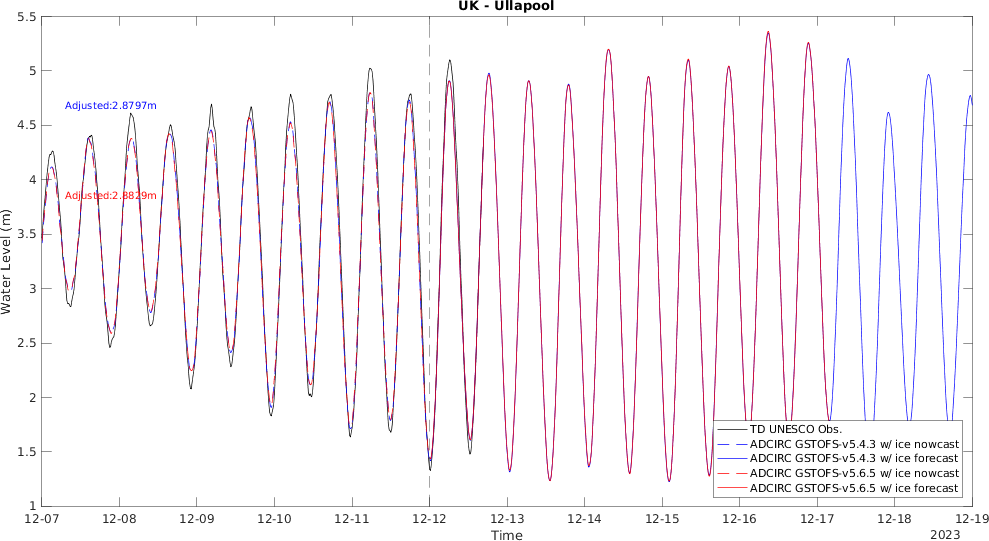 UK - Ullapool
5.5
5
4.5
4
3.5
3
2.5
2
1.5
1
Water Level (m)
Adjusted:2.8797m
Adjusted:2.8829m
TD UNESCO Obs.
ADCIRC GSTOFS-v5.4.3 w/ ice nowcast
ADCIRC GSTOFS-v5.4.3 w/ ice forecast
ADCIRC GSTOFS-v5.6.5 w/ ice nowcast
ADCIRC GSTOFS-v5.6.5 w/ ice forecast
12-07 12-08 12-09 12-10 12-11 12-12 12-13 12-14 12-15 12-16 12-17 12-18 12-19
Time
2023